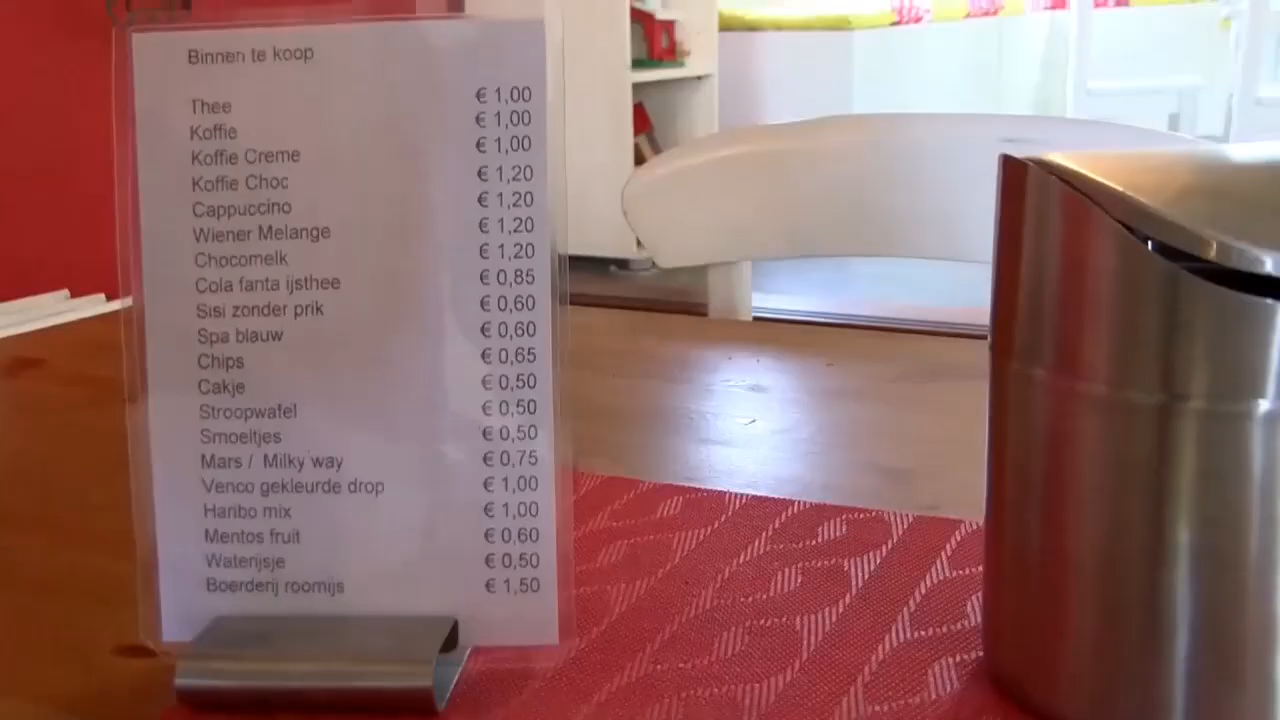 Binnen te koop
Thee € 1,00
Koffie € 1,00
Koffie Creme € 1,00
Koffie Choc € 1,20
Cappuccino € 1,20
Wiener Melange € 1,20
Chocomelk € 1,20
Cola fanta ijsthee € 0,85
Sisi zonder prik € 0,60
Spa blauw € 0,60
Chips € 0,65
Cakje € 0,50
Stroopwafel € 0,50
Smoeltjes € 0,50
Mars / Milky way € 0,75
Venco gekleurde drop € 1,00
Haribo mix € 1,00
Mentos fruit € 0,60
Waterijsje € 0,50
Boerderij roomijs € 1,50